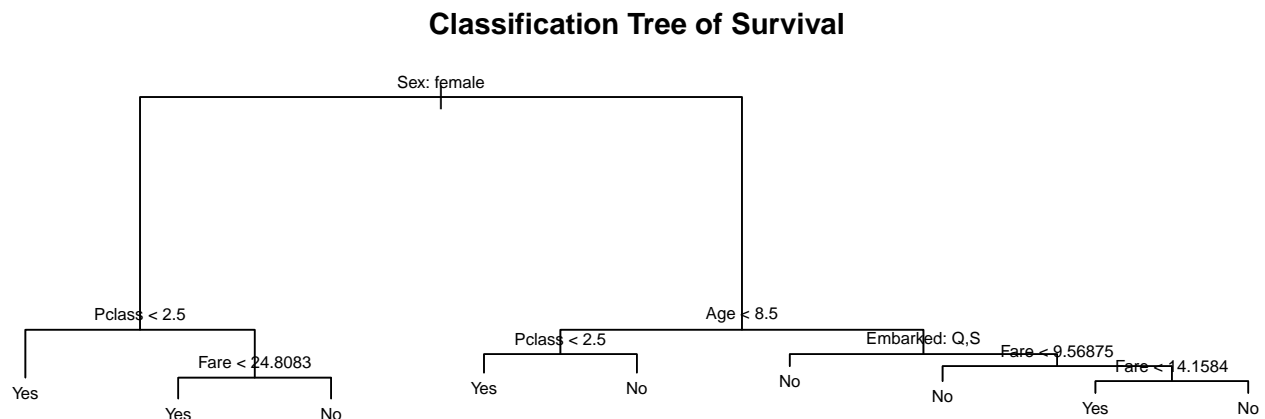 Classification Tree of Survival
Sex: female
Pclass < 2.5
Age < 8.5
Pclass < 2.5
Embarked: Q,S
Fare < 9.56875
Fare < 24.8083
Fare < 14.1584
Yes
Yes
No
Yes
No
No
No
Yes
No